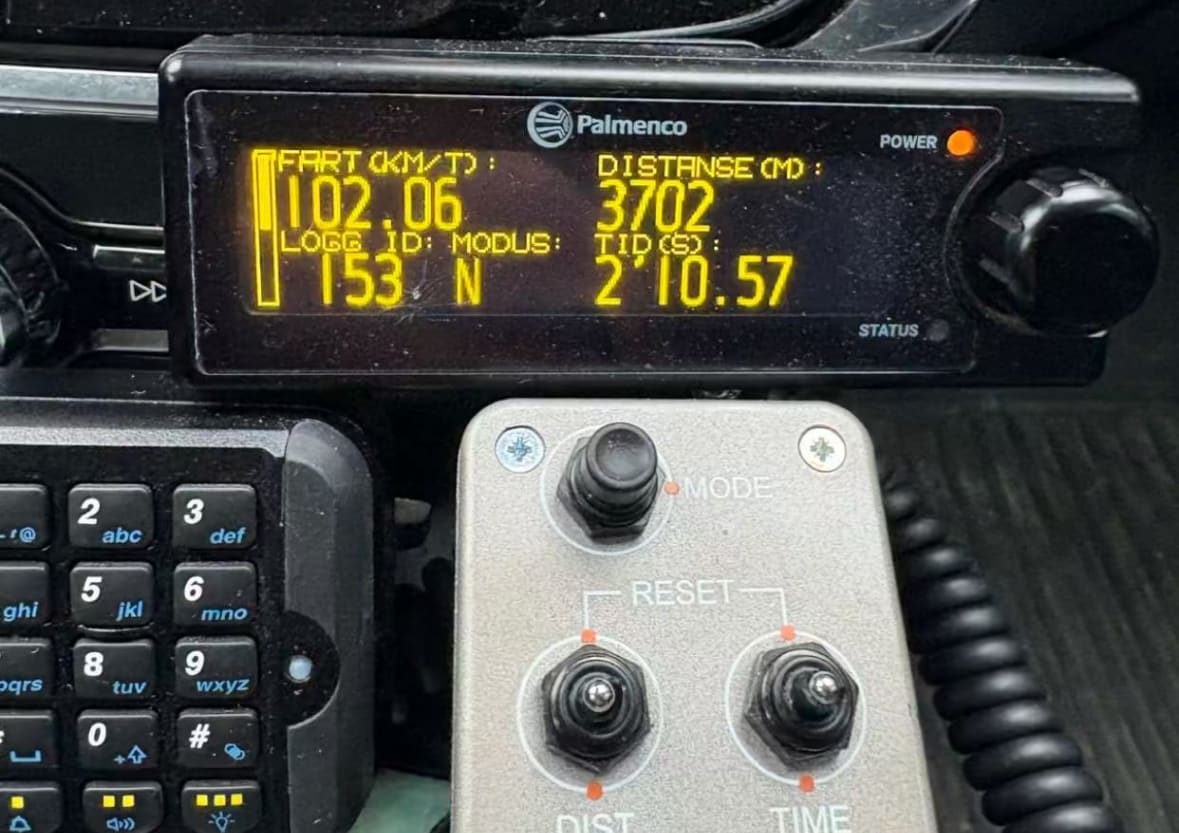 Palmenco
POWER
FART (KM/T): DISTANSE (M):
102.06 3702
LOGG ID: MODUS: TID (S):
153 N 2'10.57
STATUS
MODE
RESET
DIST
TIME
2 abc 3 def
ghi 5 jkl 6 mno
pqrs 8 tuv 9 wxyz
0 + #